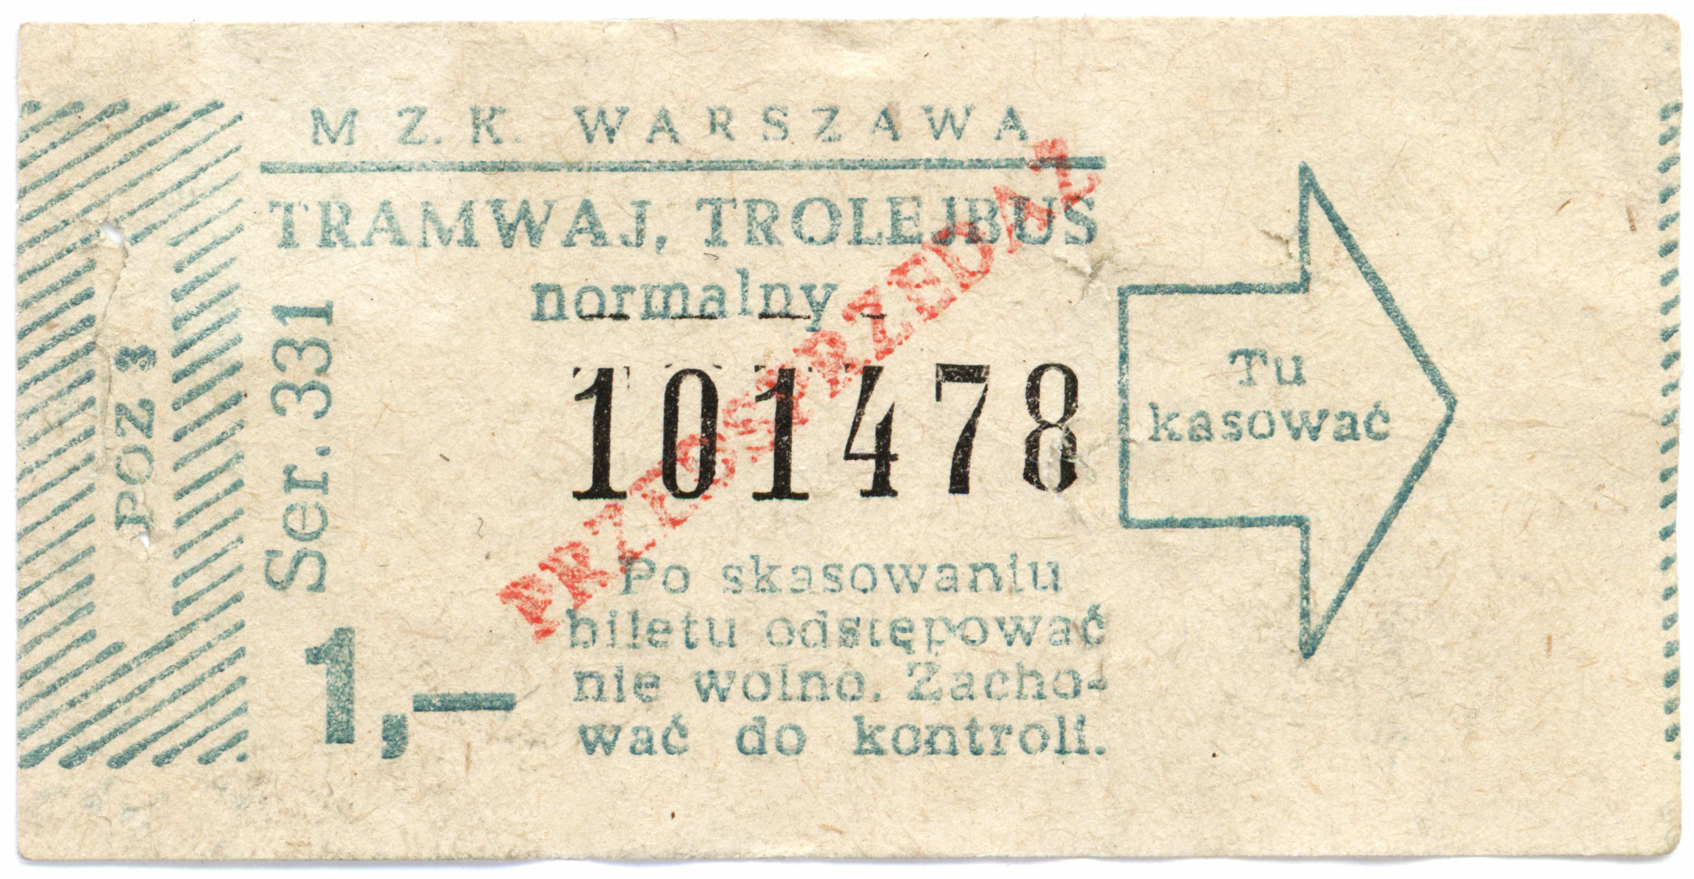 M.Z.K. WARSZAWA
TRAMWAJ, TROLEJBUS
normalny
101478
PRZEDSPRZEDAŻ
Ser. 331
POZ 3
1,—
Po skasowaniu
biletu odstępować
nie wolno. Zacho-
wać do kontroli.
Tu
kasować